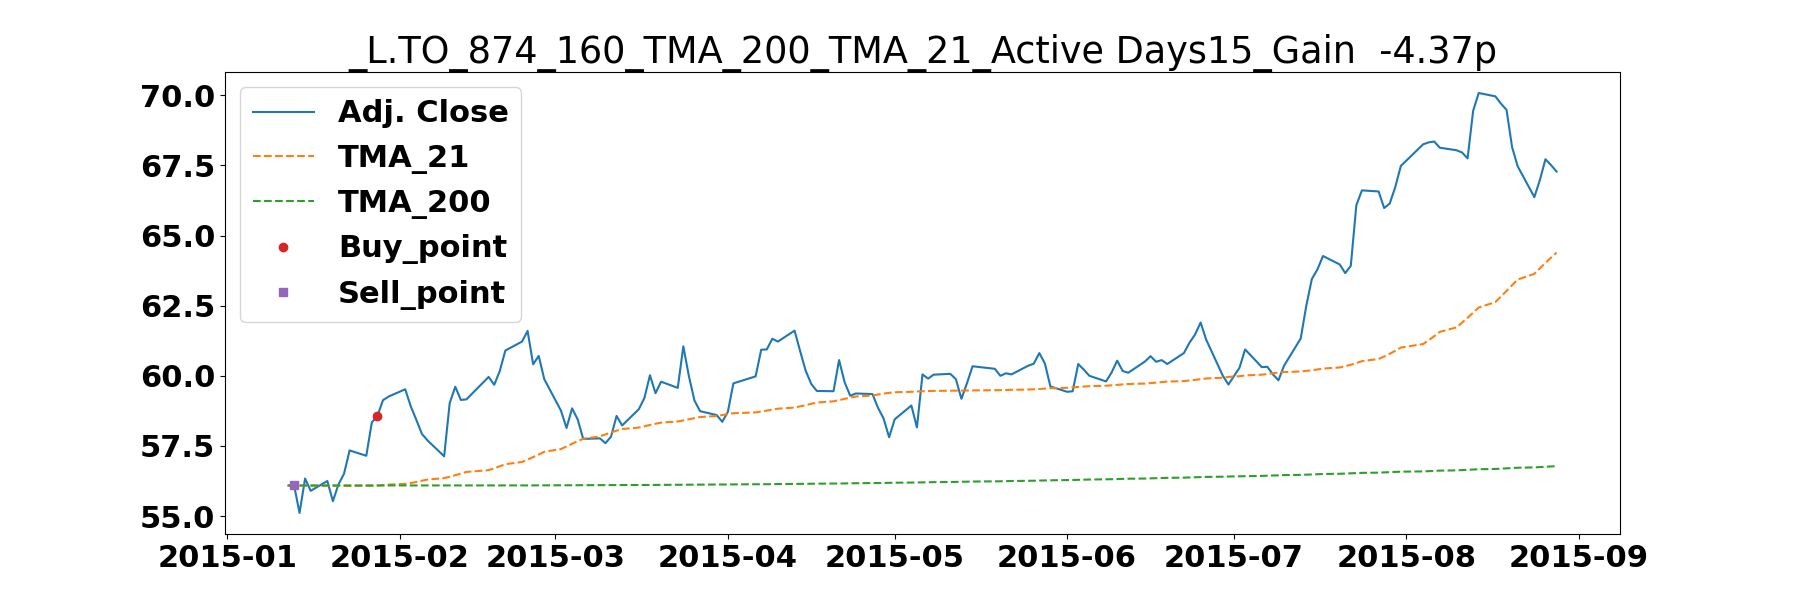 _L.TO_874_160_TMA_200_TMA_21_Active Days15_Gain  -4.37p
Adj. Close
TMA_21
TMA_200
Buy_point
Sell_point
70.0
67.5
65.0
62.5
60.0
57.5
55.0
2015-01 2015-02 2015-03 2015-04 2015-05 2015-06 2015-07 2015-08 2015-09